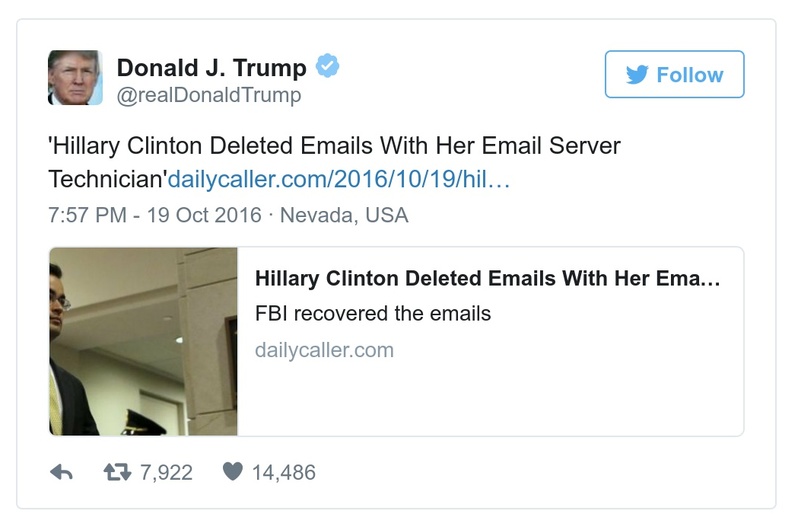 Donald J. Trump
@realDonaldTrump
Follow
'Hillary Clinton Deleted Emails With Her Email Server
Technician'dailycaller.com/2016/10/19/hil…
7:57 PM - 19 Oct 2016 · Nevada, USA
Hillary Clinton Deleted Emails With Her Ema…
FBI recovered the emails
dailycaller.com
7,922 14,486